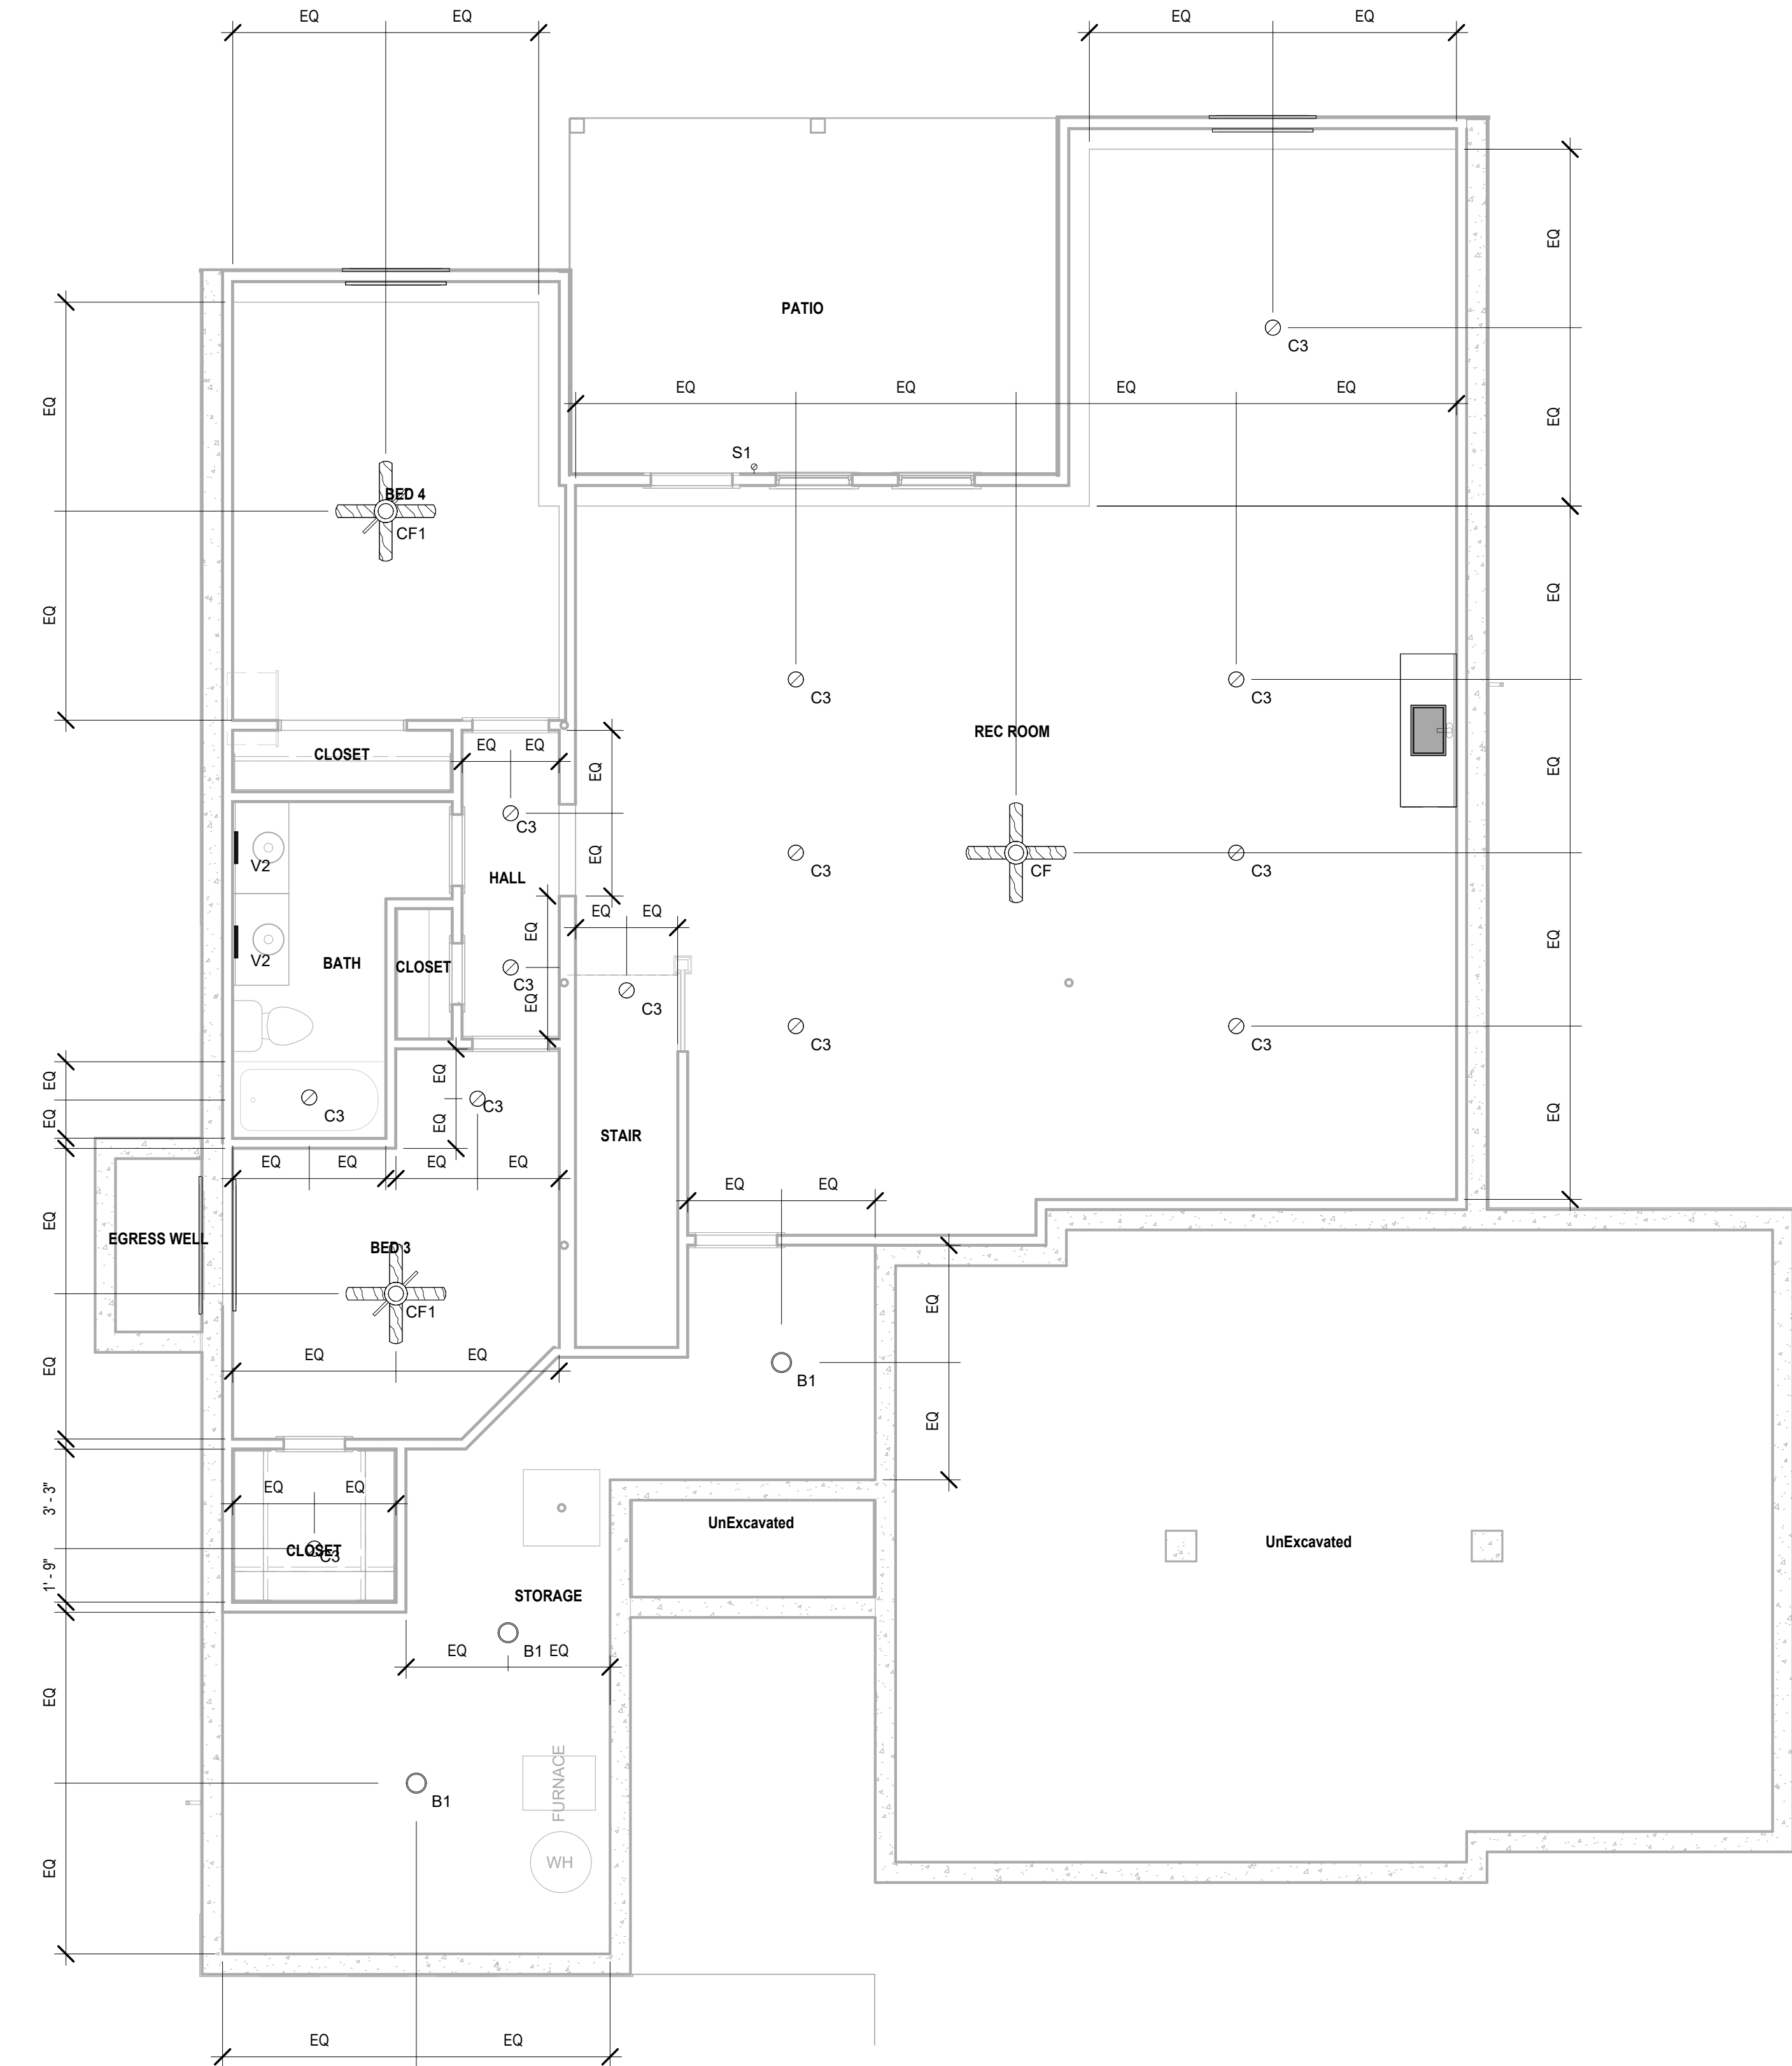 EQ EQ EQ EQ
EQ
PATIO
C3
EQ EQ EQ EQ
EQ EQ
S1
BED 4
CF1
EQ
EQ
C3 C3
REC ROOM
CLOSET
EQ EQ
EQ
EQ
C3
EQ
V2
HALL
C3 CF C3
EQ
EQ EQ
EQ
V2
BATH
CLOSET
C3
EQ
C3
EQ
C3 C3
EQ
EQ
EQ
EQ
C3 C3
EQ
EQ
STAIR
EQ EQ EQ EQ
EQ EQ
EQ
EGRESS WELL
BED 3
CF1
EQ
EQ EQ
EQ
B1
EQ
3' - 3"
EQ EQ
UnExcavated
UnExcavated
CLOSET
C3
1' - 9"
STORAGE
EQ B1 EQ
EQ
FURNACE
B1
WH
EQ
EQ EQ